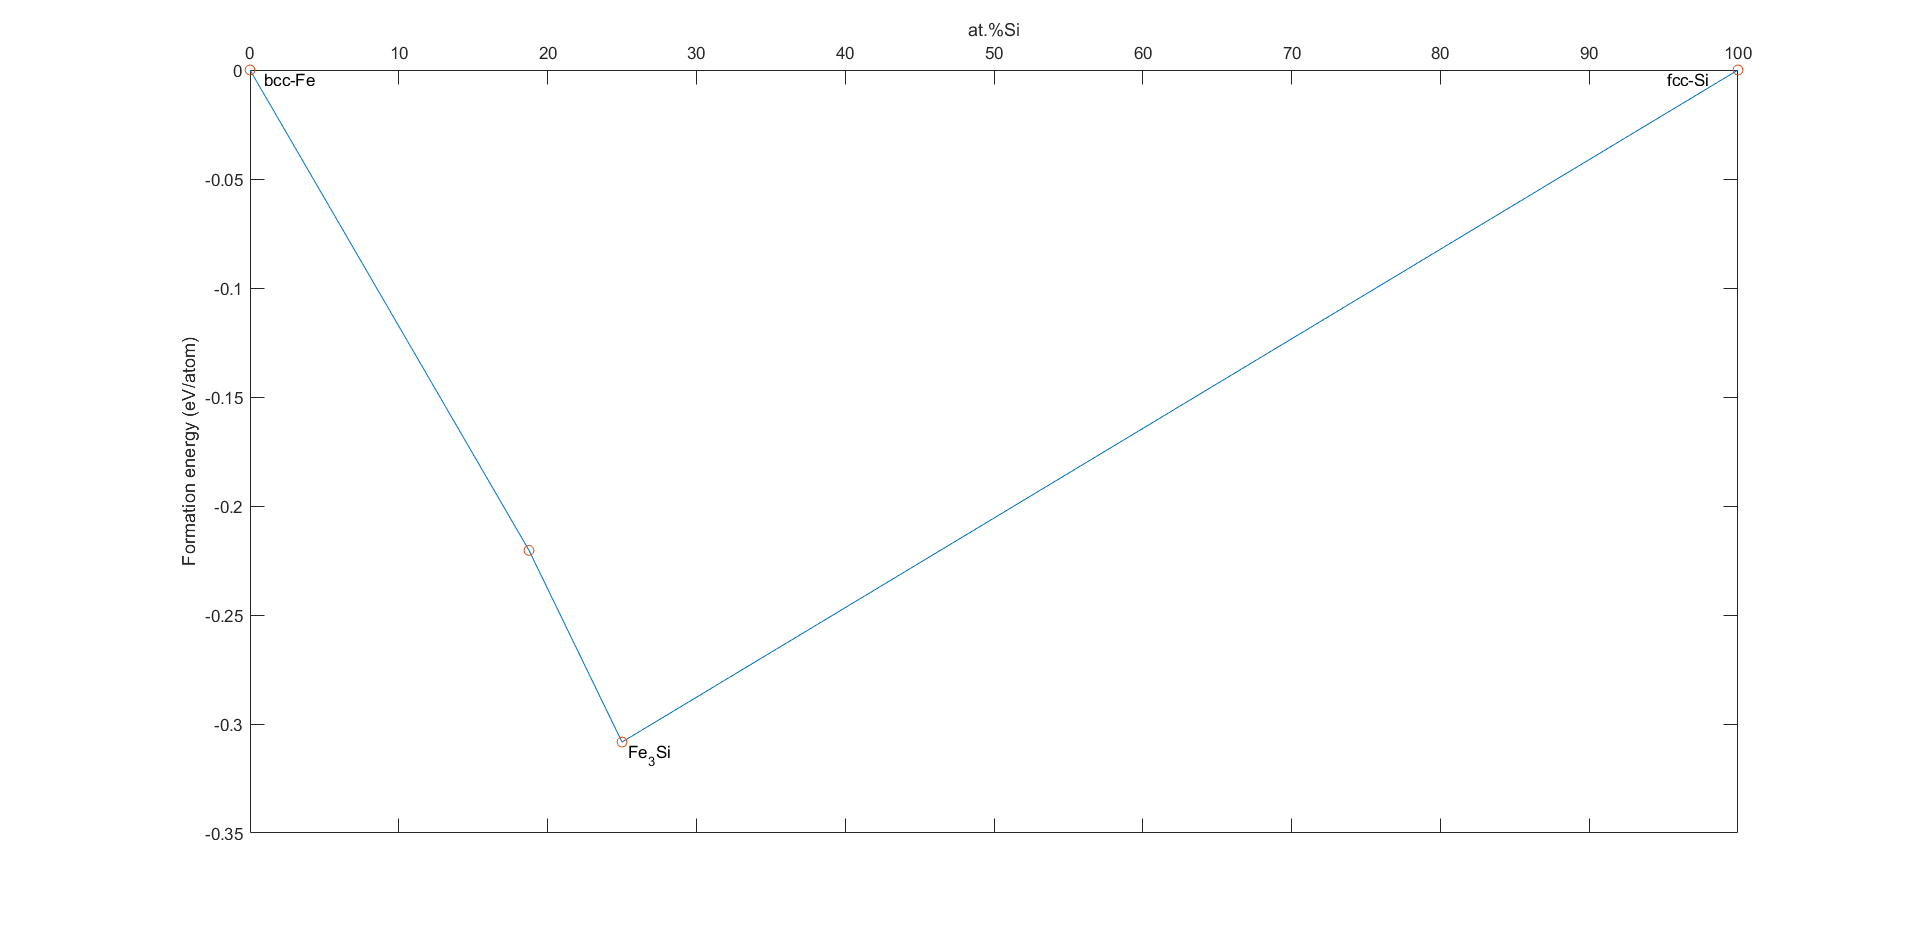 at.%Si
0 10 20 30 40 50 60 70 80 90 100
0
bcc-Fe
fcc-Si
-0.05
-0.1
-0.15
-0.2
-0.25
-0.3
-0.35
Formation energy (eV/atom)
Fe₃Si